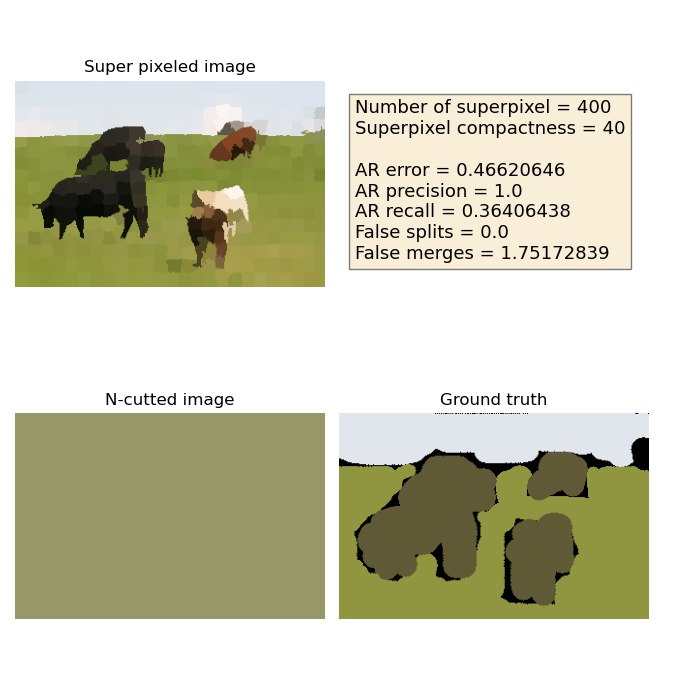 Super pixeled image
Number of superpixel = 400
Superpixel compactness = 40
AR error = 0.46620646
AR precision = 1.0
AR recall = 0.36406438
False splits = 0.0
False merges = 1.75172839
N-cutted image
Ground truth